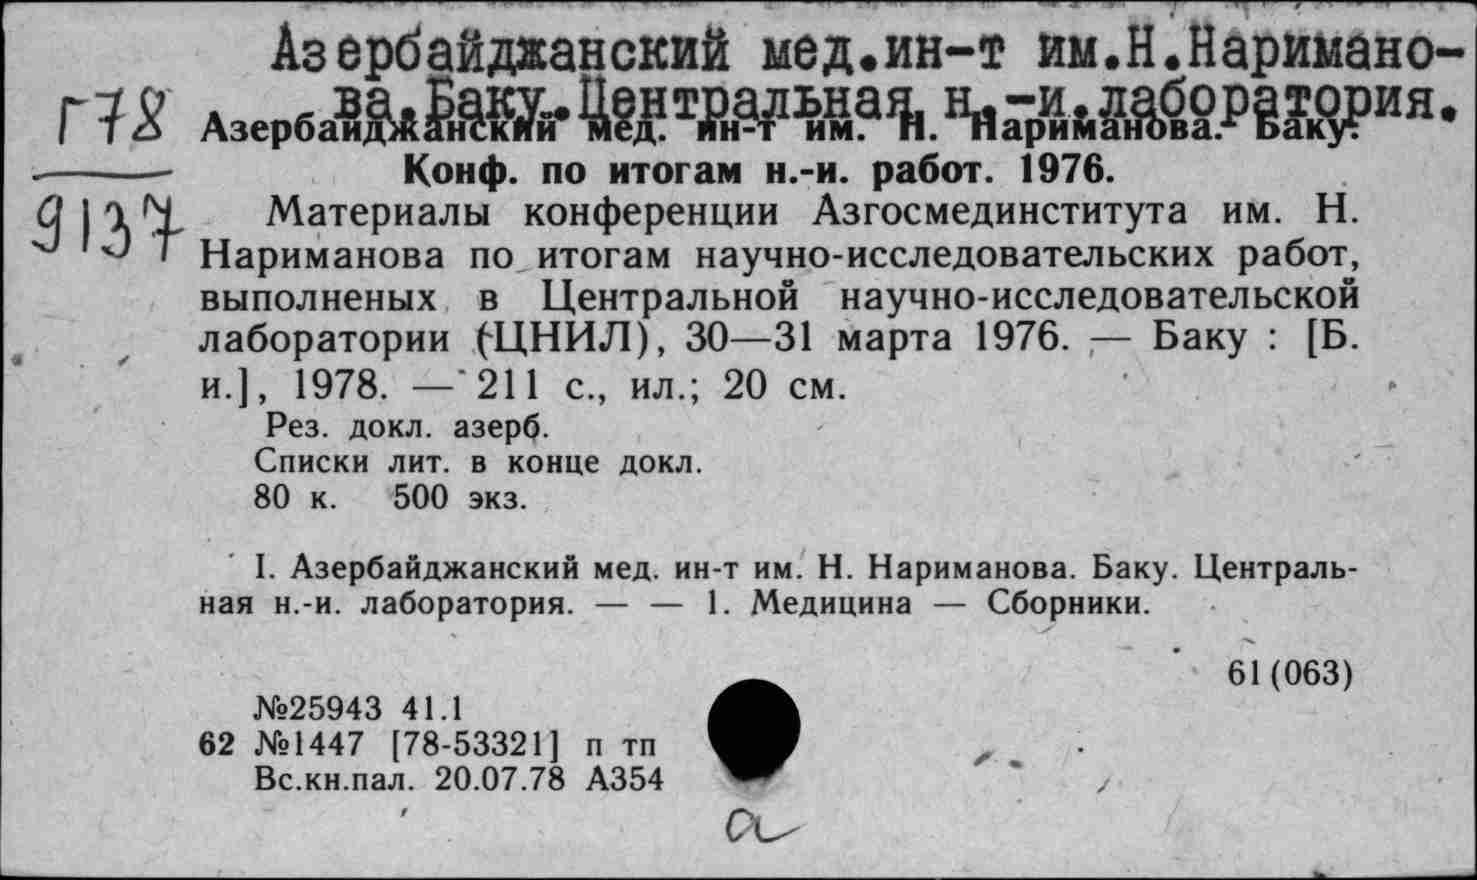 Азербайджанский мед.ин-т им.Н.Наримано-
ва.Баку.Центральная н.-и.лаборатория.
Г78
9137
Азербайджанский мед. ин-т им. Н. Нариманова. Баку.
Конф. по итогам н.-и. работ. 1976.
Материалы конференции Азгосмединститута им. Н.
Нариманова по итогам научно-исследовательских работ,
выполненых в Центральной научно-исследовательской
лаборатории (ЦНИЛ), 30—31 марта 1976. — Баку : [Б.
и.], 1978. — 211 с., ил.; 20 см.
Рез. докл. азерб.
Списки лит. в конце докл.
80 к. 500 экз.
I. Азербайджанский мед. ин-т им. Н. Нариманова. Баку. Централь-
ная н.-и. лаборатория. — — 1. Медицина — Сборники.
61(063)
№25943 41.1
62 №1447 [78-53321] п тп
Вс.кн.пал. 20.07.78 А354
а